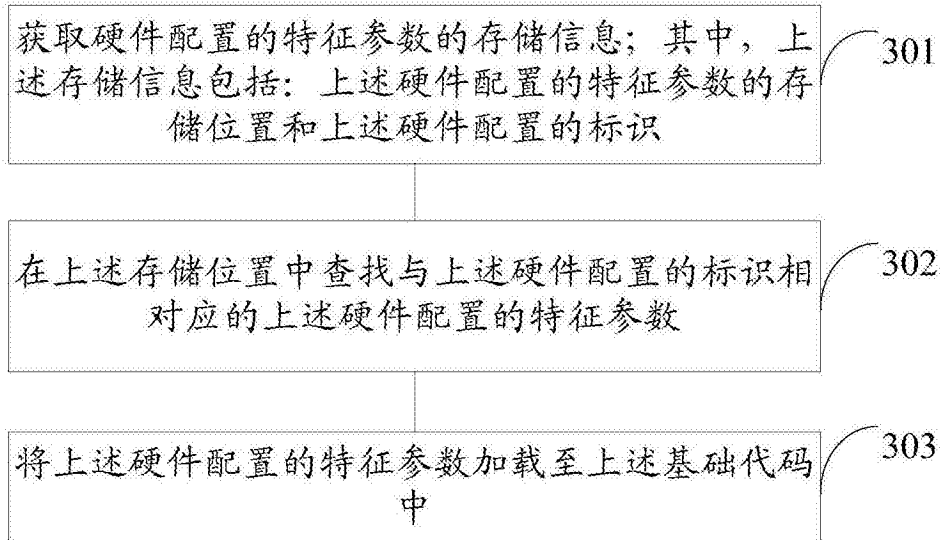 获取硬件配置的特征参数的存储信息；其中，上
述存储信息包括：上述硬件配置的特征参数的存
储位置和上述硬件配置的标识
301
在上述存储位置中查找与上述硬件配置的标识相
对应的上述硬件配置的特征参数
302
将上述硬件配置的特征参数加载至上述基础代码
中
303